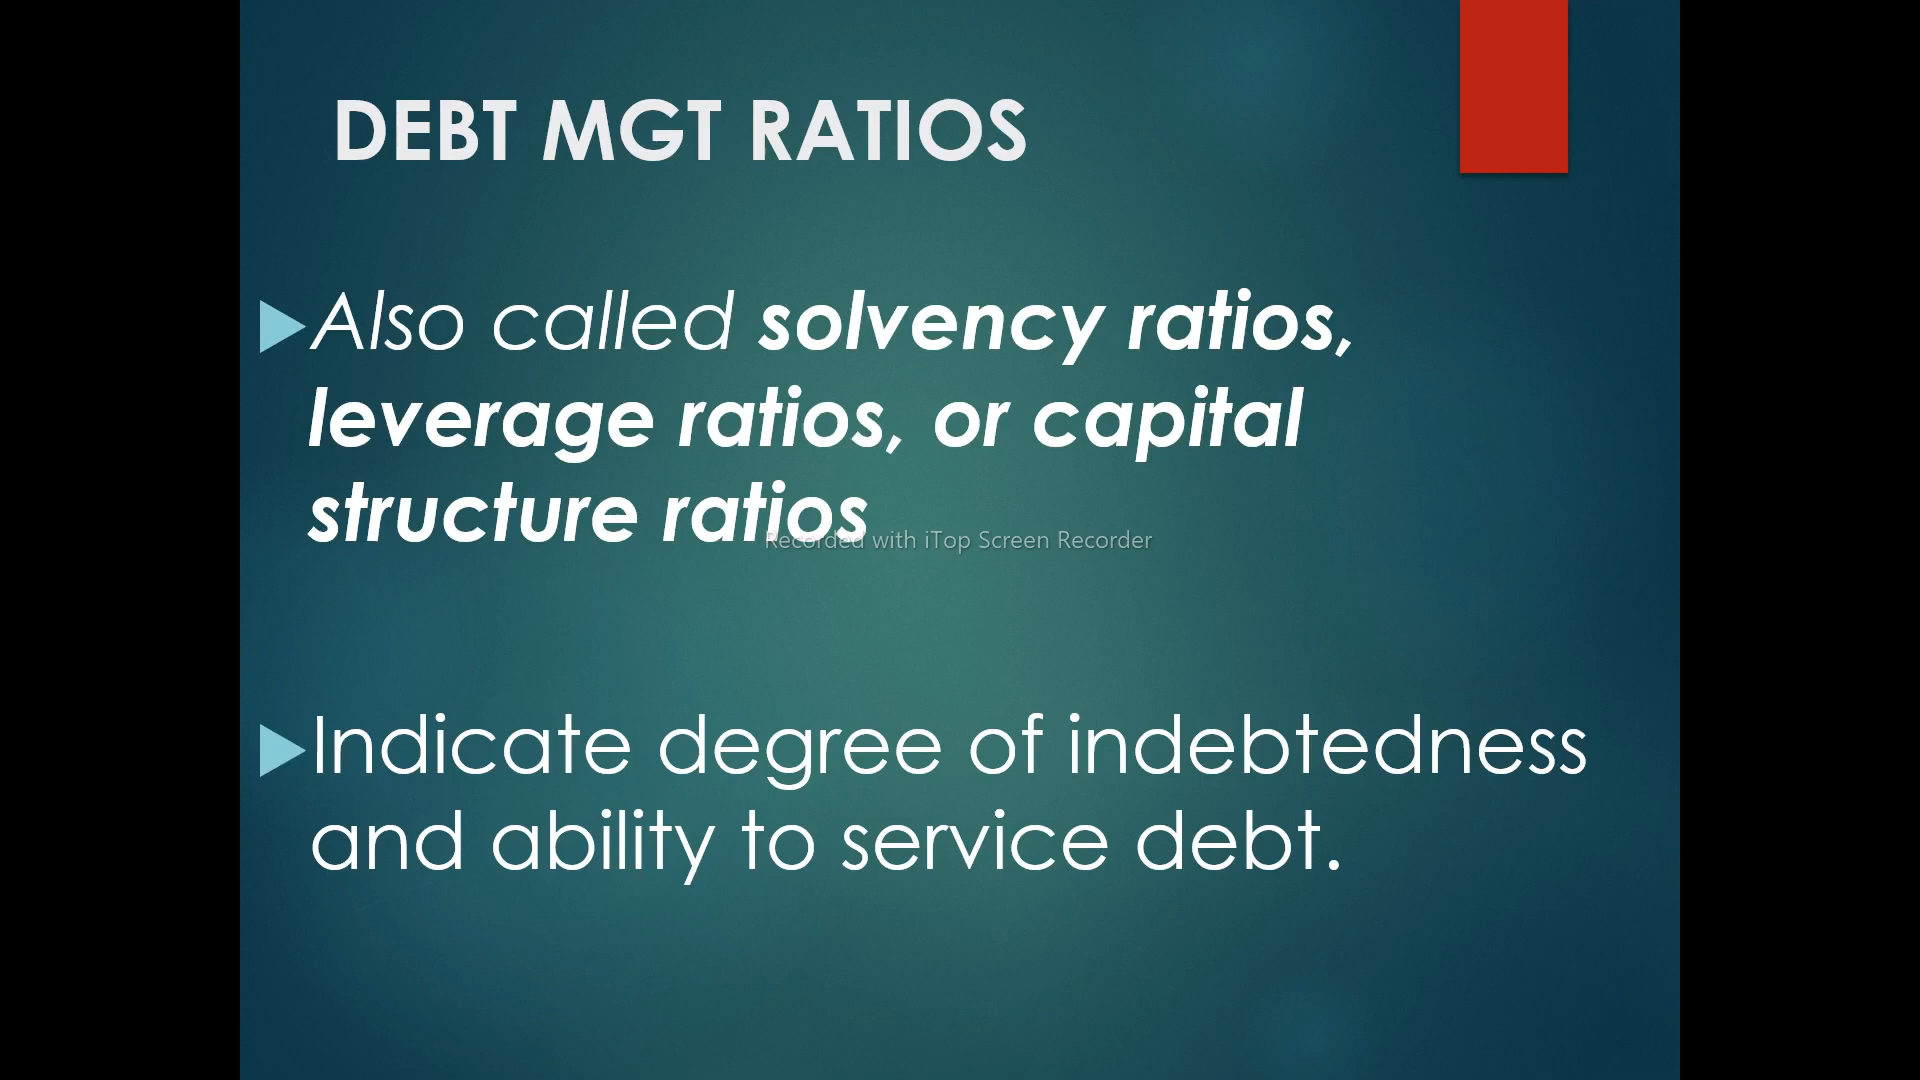 DEBT MGT RATIOS
Also called solvency ratios,
leverage ratios, or capital
structure ratios
Recorded with iTop Screen Recorder
Indicate degree of indebtedness
and ability to service debt.